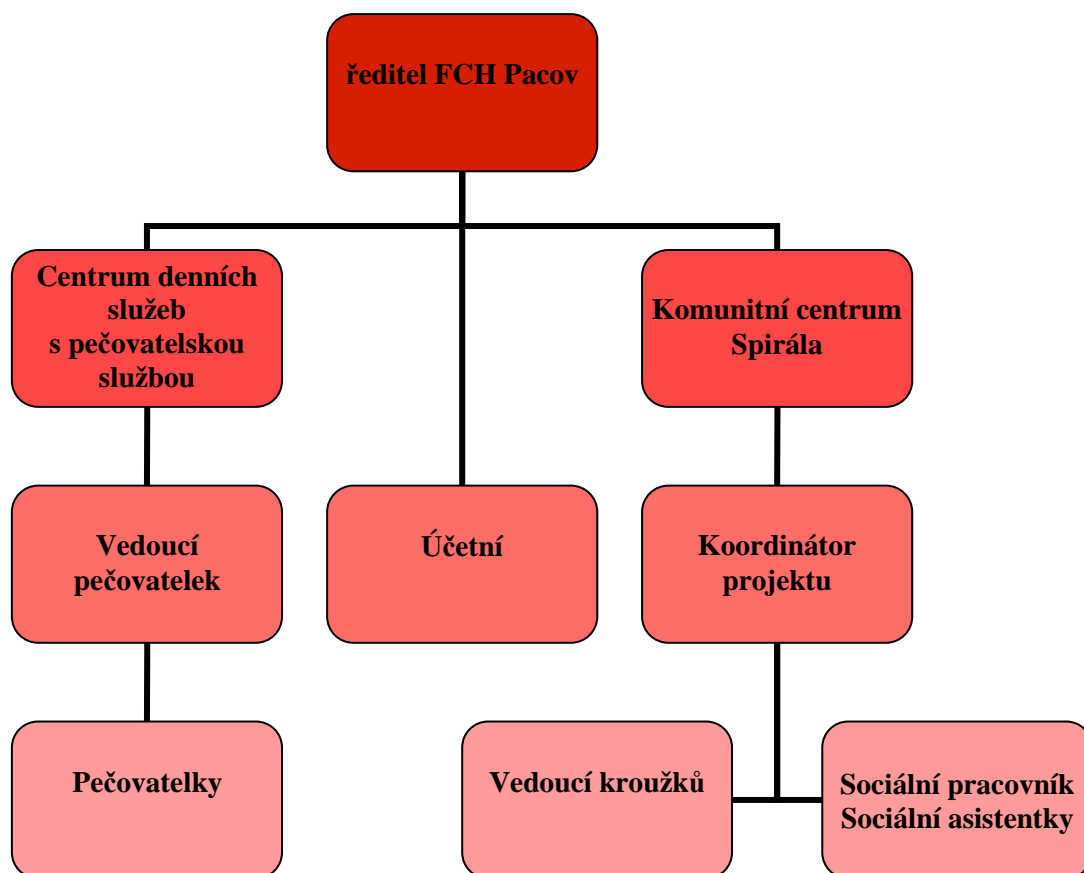 ředitel FCH Pacov
Centrum denních
služeb
s pečovatelskou
službou
Komunitní centrum
Spirála
Vedoucí
pečovatelek
Účetní
Koordinátor
projektu
Pečovatelky
Vedoucí kroužků
Sociální pracovník
Sociální asistentky